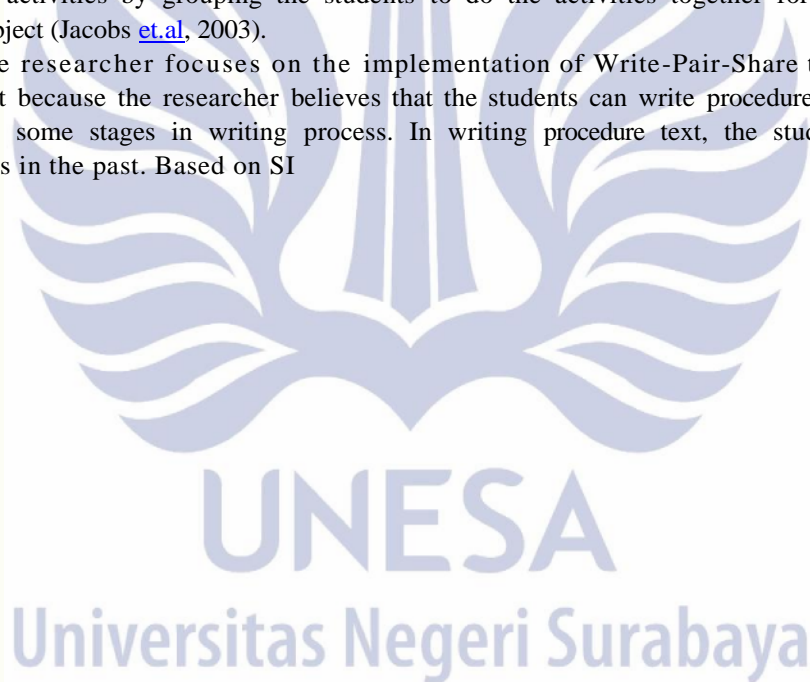 activities by grouping the students to do the activities together for
(Jacobs et.al, 2003).
researcher focuses on the implementation of Write-Pair-Share
because the researcher believes that the students can write procedure
some stages in writing process. In writing procedure text, the
in the past. Based on SI
UNESA
Universitas Negeri Surabaya